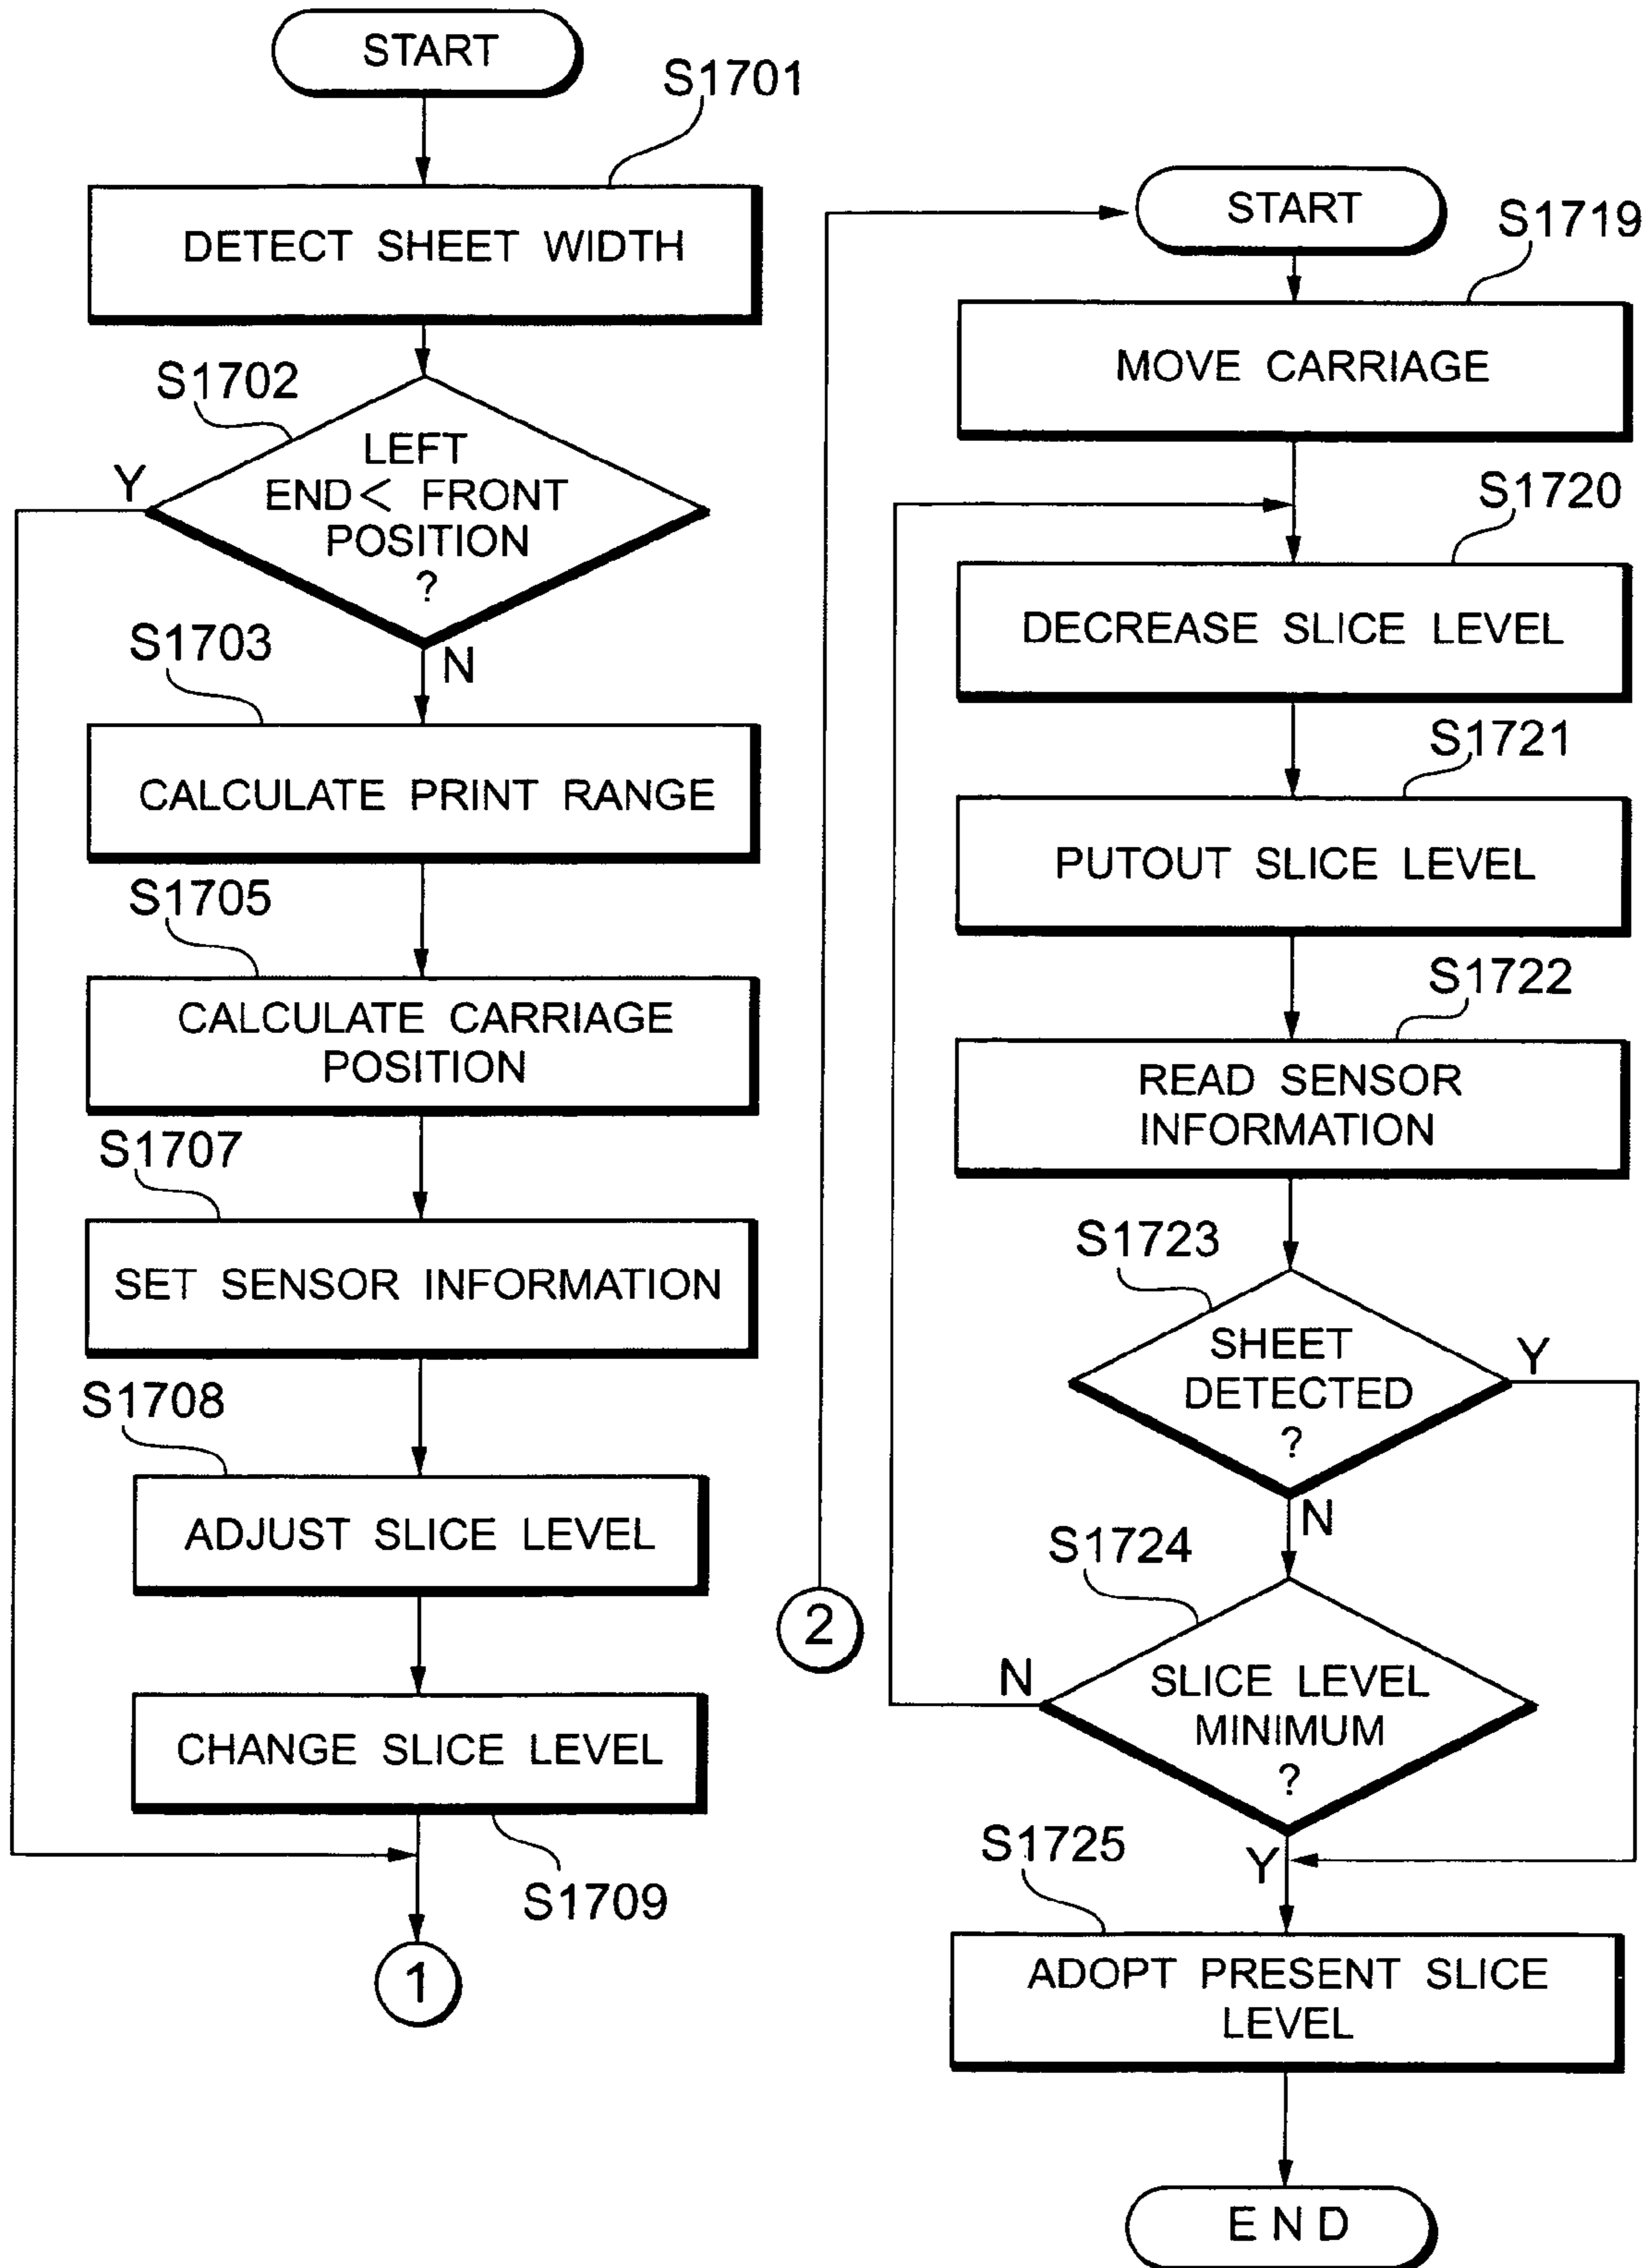 START
S1701
DETECT SHEET WIDTH
S1702
LEFT
END< FRONT
POSITION
?
Y
N
S1703
CALCULATE PRINT RANGE
S1705
CALCULATE CARRIAGE
POSITION
S1707
SET SENSOR INFORMATION
S1708
ADJUST SLICE LEVEL
CHANGE SLICE LEVEL
S1709
1
2
START
S1719
MOVE CARRIAGE
S1720
DECREASE SLICE LEVEL
S1721
PUTOUT SLICE LEVEL
S1722
READ SENSOR
INFORMATION
S1723
SHEET
DETECTED
?
Y
N
S1724
SLICE LEVEL
MINIMUM
?
N
Y
S1725
ADOPT PRESENT SLICE
LEVEL
END